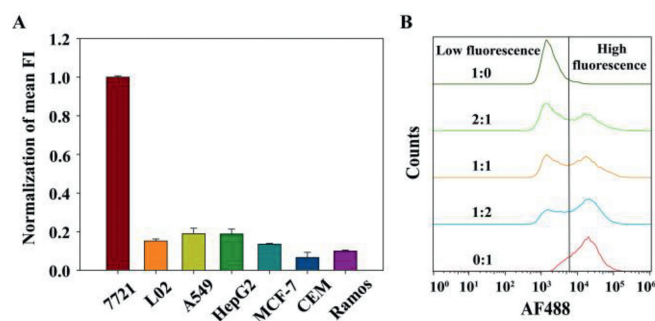 A
Normalization of mean FI
1.2
1.0
0.8
0.6
0.4
0.2
0.0
7721
L02
A549
HepG2
MCF-7
CEM
Ramos
B
Counts
Low fluorescence
High
fluorescence
1:0
2:1
1:1
1:2
0:1
10⁰ 10¹ 10² 10³ 10⁴ 10⁵ 10⁶
AF488